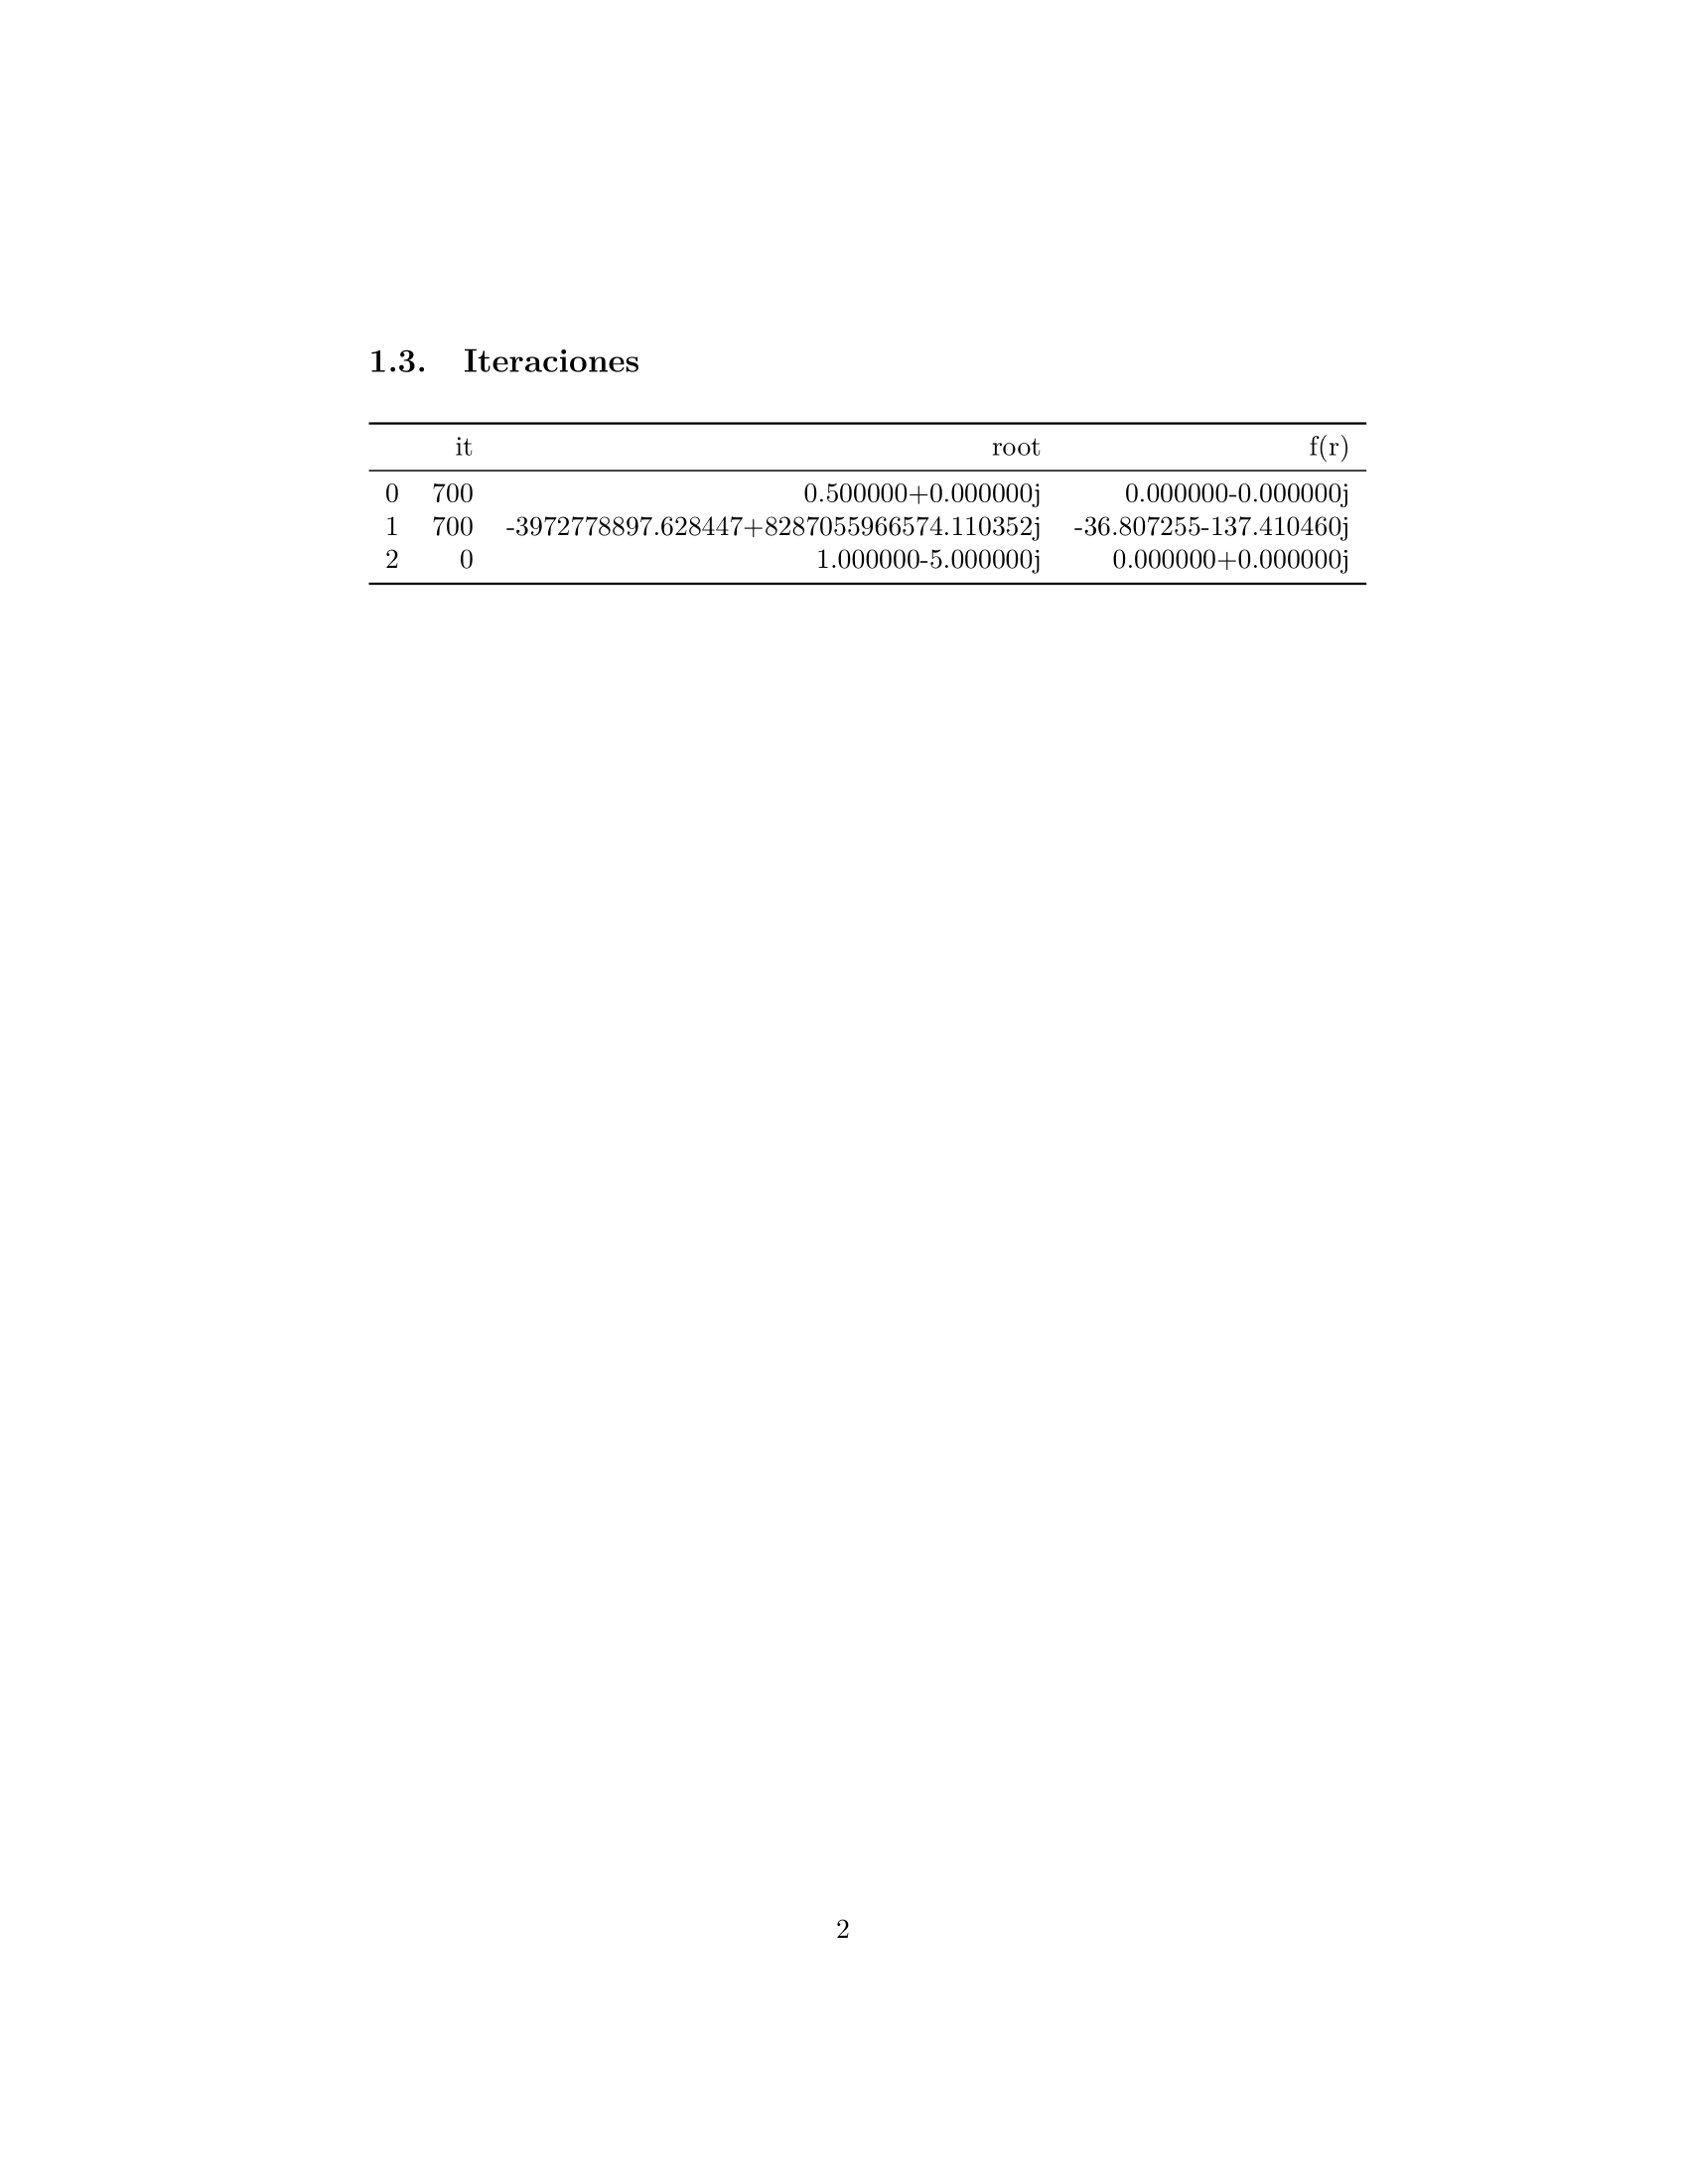 1.3. Iteraciones
it root f(r)
0 700 0.500000+0.000000j 0.000000-0.000000j
1 700 -3972778897.628447+8287055966574.110352j -36.807255-137.410460j
2 0 1.000000-5.000000j 0.000000+0.000000j
2